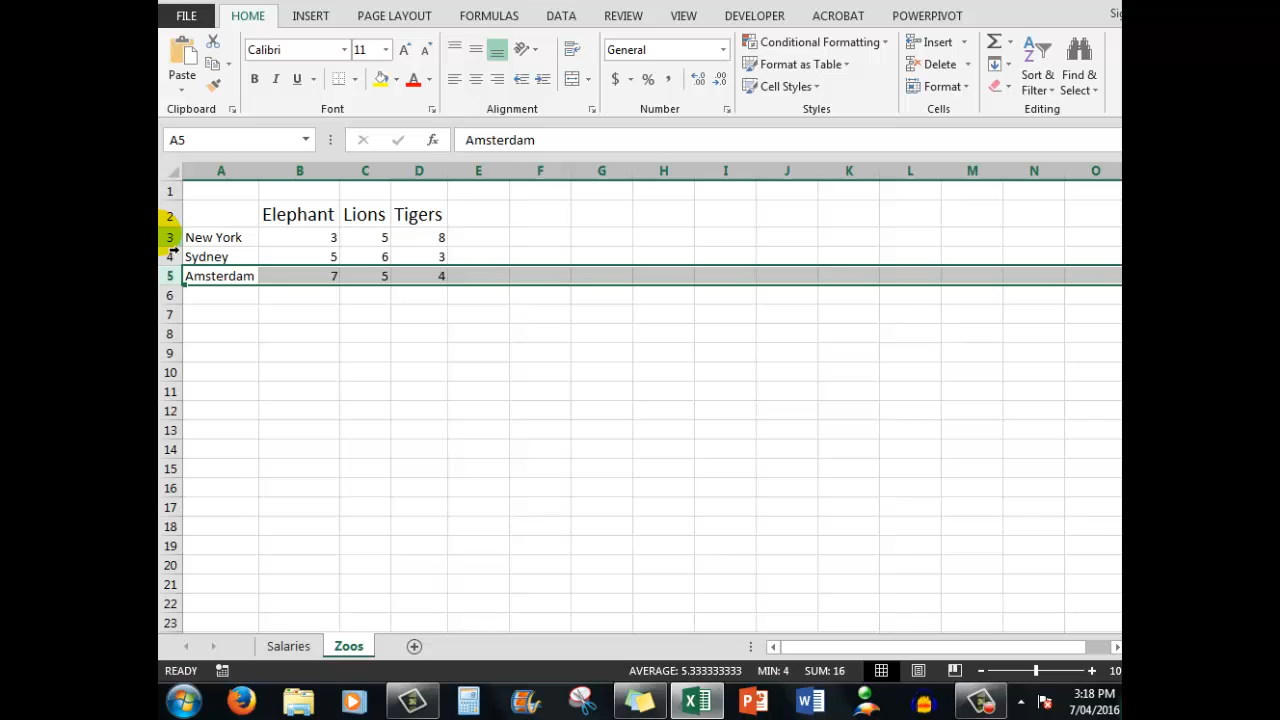 FILE HOME INSERT PAGE LAYOUT FORMULAS DATA REVIEW VIEW DEVELOPER ACROBAT POWERPIVOT
Calibri 11 General Conditional Formatting Insert
Paste B I U $ % , Format as Table Delete Sort & Find &
Cell Styles Format Filter Select
Clipboard Font Alignment Number Styles Cells Editing
A5 fx Amsterdam
A B C D E F G H I J K L M N O
1
2 Elephant Lions Tigers
3 New York 3 5 8
4 Sydney 5 6 3
5 Amsterdam 7 5 4
6
7
8
9
10
11
12
13
14
15
16
17
18
19
20
21
22
23
Salaries Zoos
READY AVERAGE: 5.333333333 MIN: 4 SUM: 16 10
3:18 PM
7/04/2016